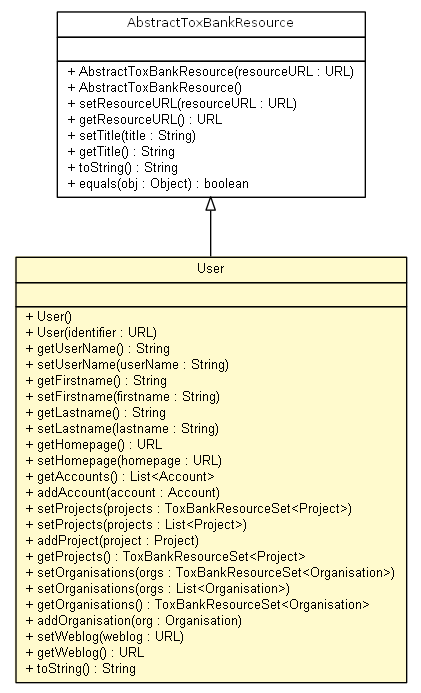 AbstractToxBankResource
+ AbstractToxBankResource(resourceURL : URL)
+ AbstractToxBankResource()
+ setResourceURL(resourceURL : URL)
+ getResourceURL() : URL
+ setTitle(title : String)
+ getTitle() : String
+ toString() : String
+ equals(obj : Object) : boolean
User
+ User()
+ User(identifier : URL)
+ getUserName() : String
+ setUserName(userName : String)
+ getFirstname() : String
+ setFirstname(firstname : String)
+ getLastname() : String
+ setLastname(lastname : String)
+ getHomepage() : URL
+ setHomepage(homepage : URL)
+ getAccounts() : List<Account>
+ addAccount(account : Account)
+ setProjects(projects : ToxBankResourceSet<Project>)
+ setProjects(projects : List<Project>)
+ addProject(project : Project)
+ getProjects() : ToxBankResourceSet<Project>
+ setOrganisations(orgs : ToxBankResourceSet<Organisation>)
+ setOrganisations(orgs : List<Organisation>)
+ getOrganisations() : ToxBankResourceSet<Organisation>
+ addOrganisation(org : Organisation)
+ setWeblog(weblog : URL)
+ getWeblog() : URL
+ toString() : String